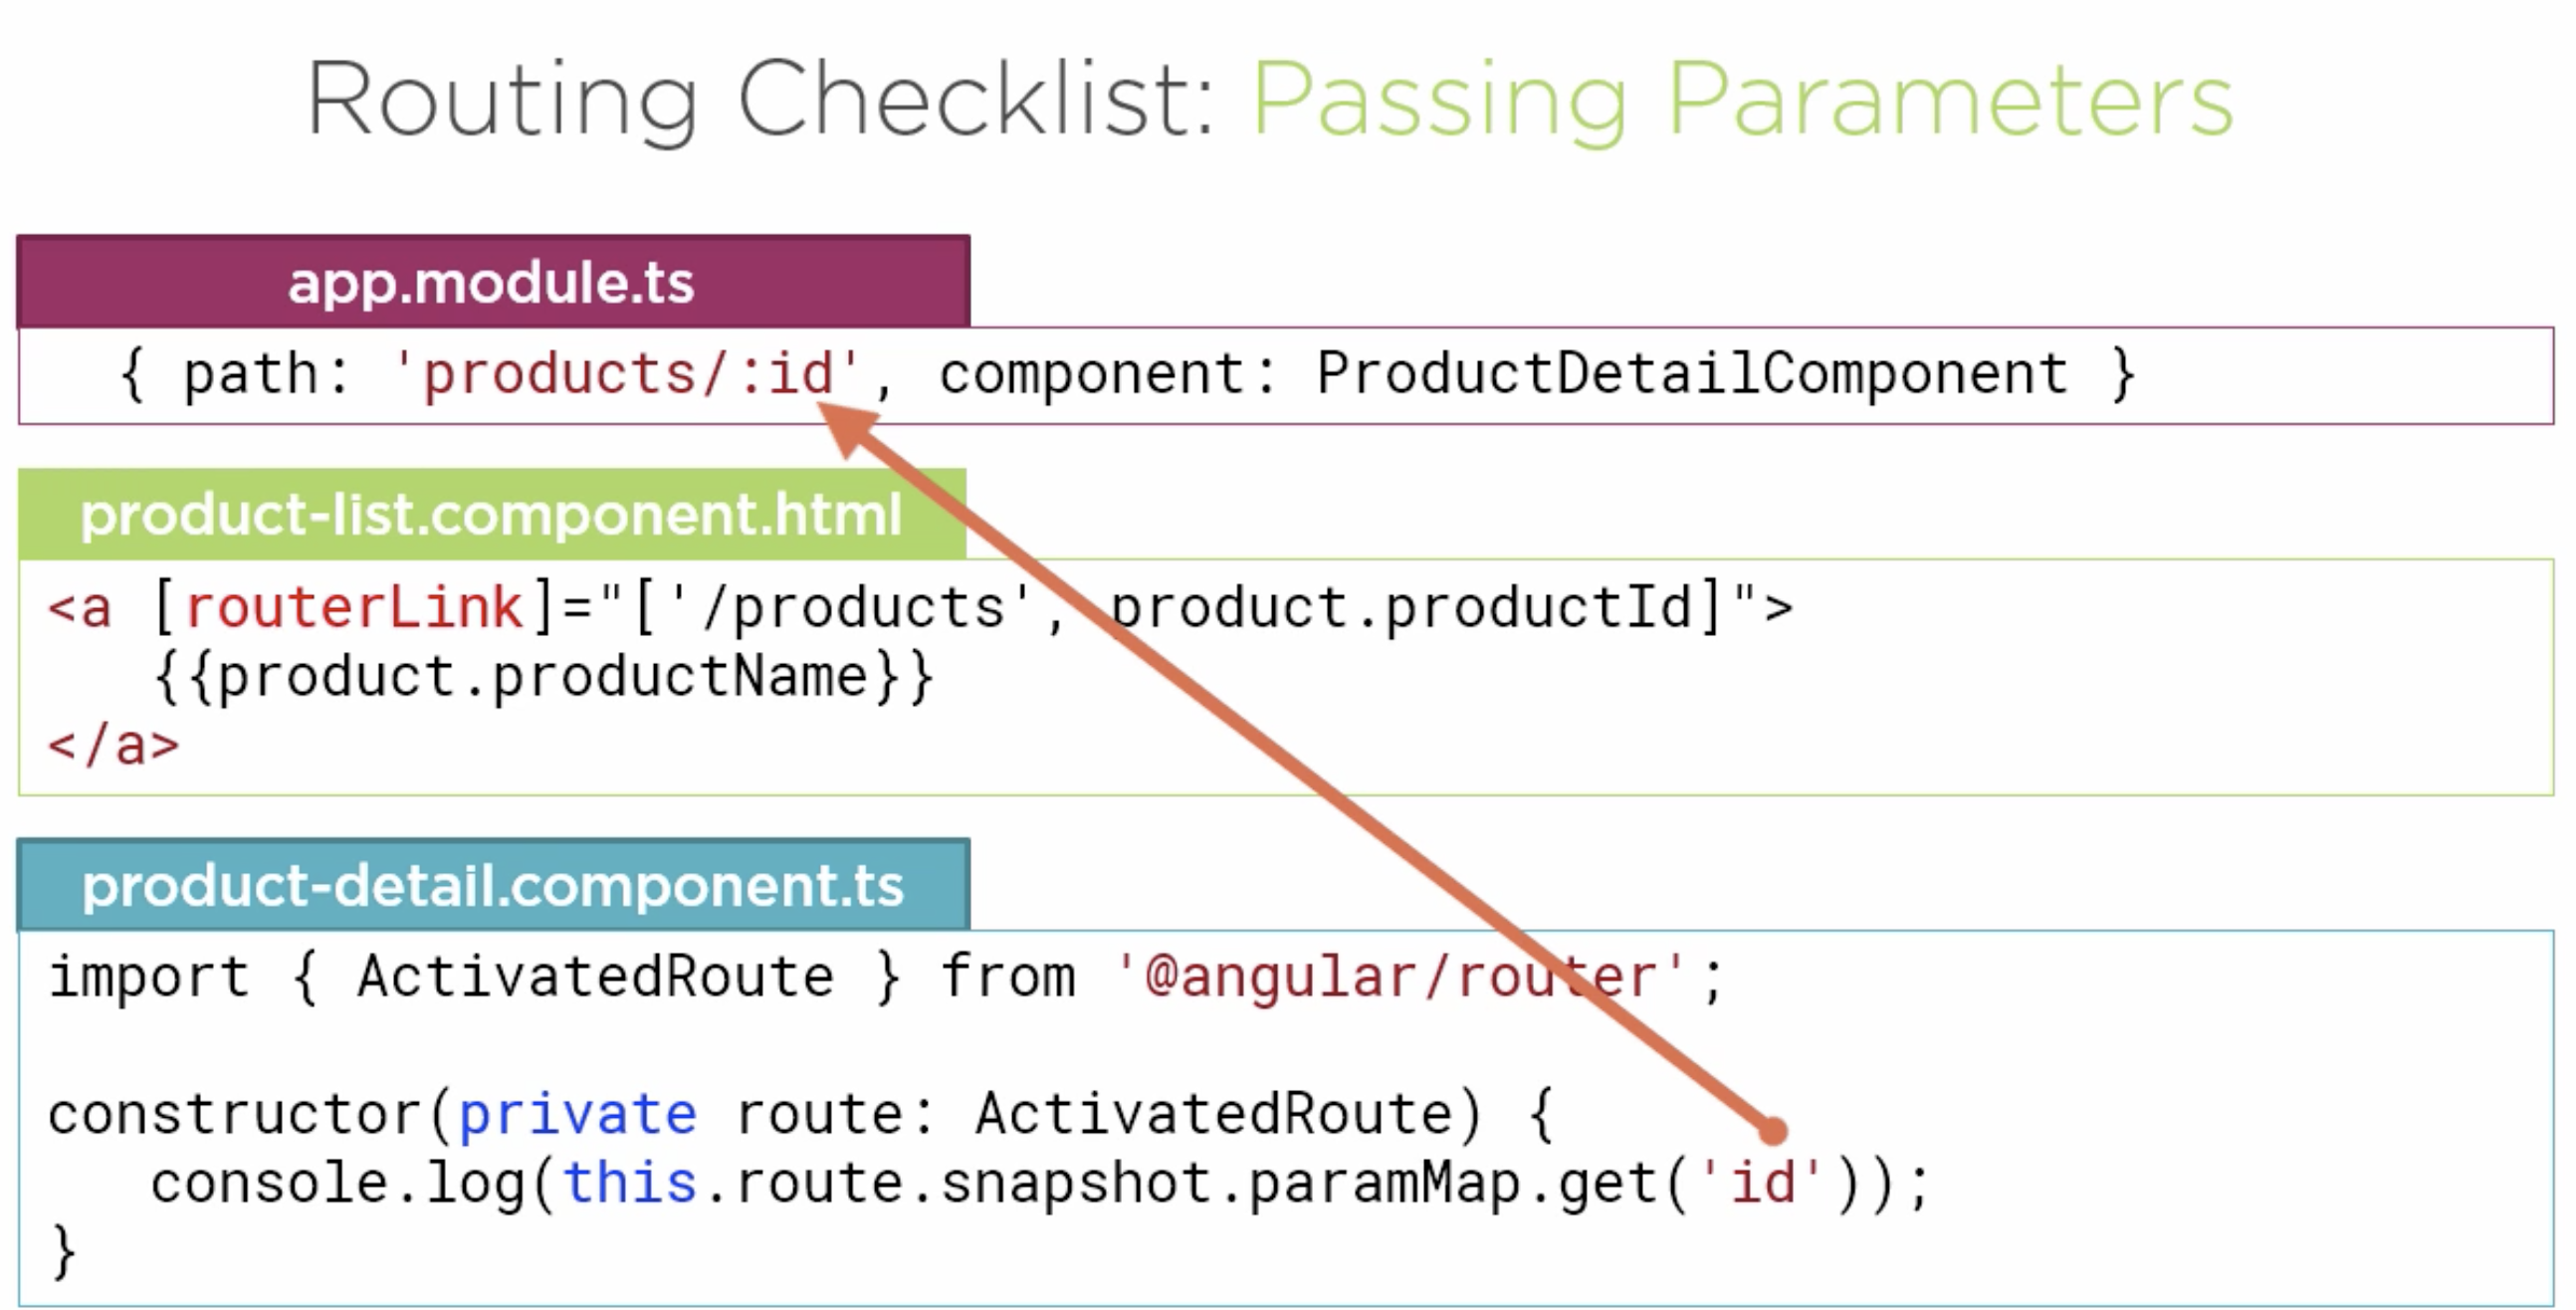 Routing Checklist: Passing Parameters
app.module.ts
{ path: 'products/:id', component: ProductDetailComponent }
product-list.component.html
<a [routerLink]="['/products', product.productId]">
{{product.productName}}
</a>
product-detail.component.ts
import { ActivatedRoute } from '@angular/router';
constructor(private route: ActivatedRoute) {
console.log(this.route.snapshot.paramMap.get('id'));
}